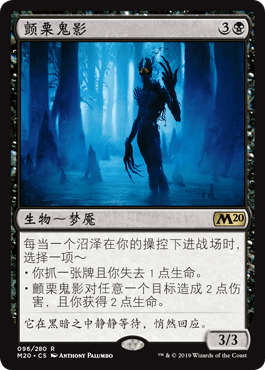 颤栗鬼影 3
生物～梦魇 M20
每当一个沼泽在你的操控下进战场时，
选择一项～
• 你抓一张牌且你失去 1 点生命。
• 颤栗鬼影对任意一个目标造成 2 点伤
害，且你获得 2 点生命。
它在黑暗之中静静等待，悄然回应。
3/3
096/280 R
M20 • CS ANTHONY PALUMBO
™ & © 2019 Wizards of the Coast